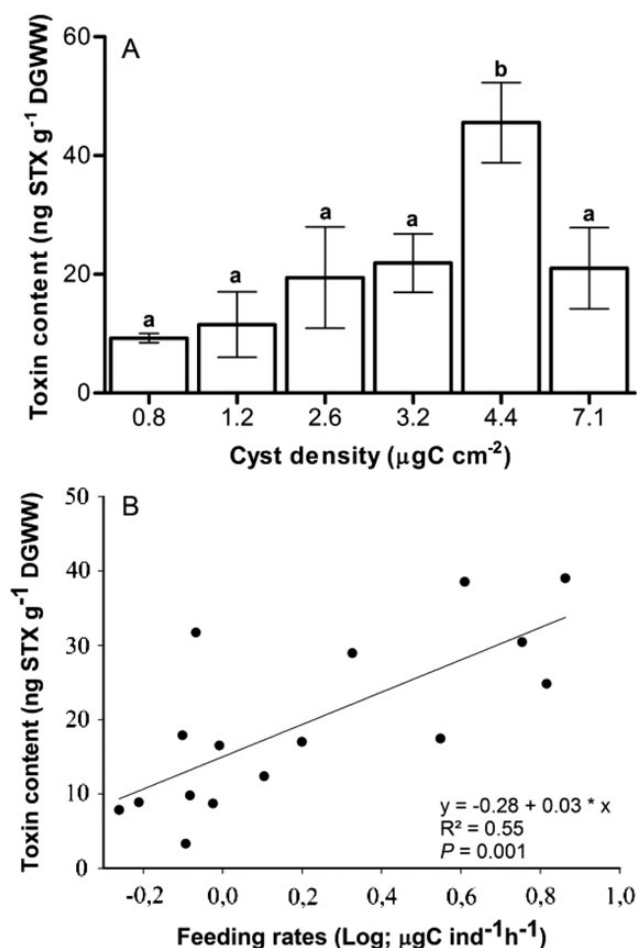 A
Toxin content (ng STX g⁻¹ DGWW)
60
40
20
0
a
a
a
a
b
a
0.8 1.2 2.6 3.2 4.4 7.1
Cyst density (µgC cm⁻²)
B
Toxin content (ng STX g⁻¹ DGWW)
50
40
30
20
10
0
y = -0.28 + 0.03 * x
R² = 0.55
P = 0.001
-0,2 0,0 0,2 0,4 0,6 0,8 1,0
Feeding rates (Log; µgC ind⁻¹h⁻¹)